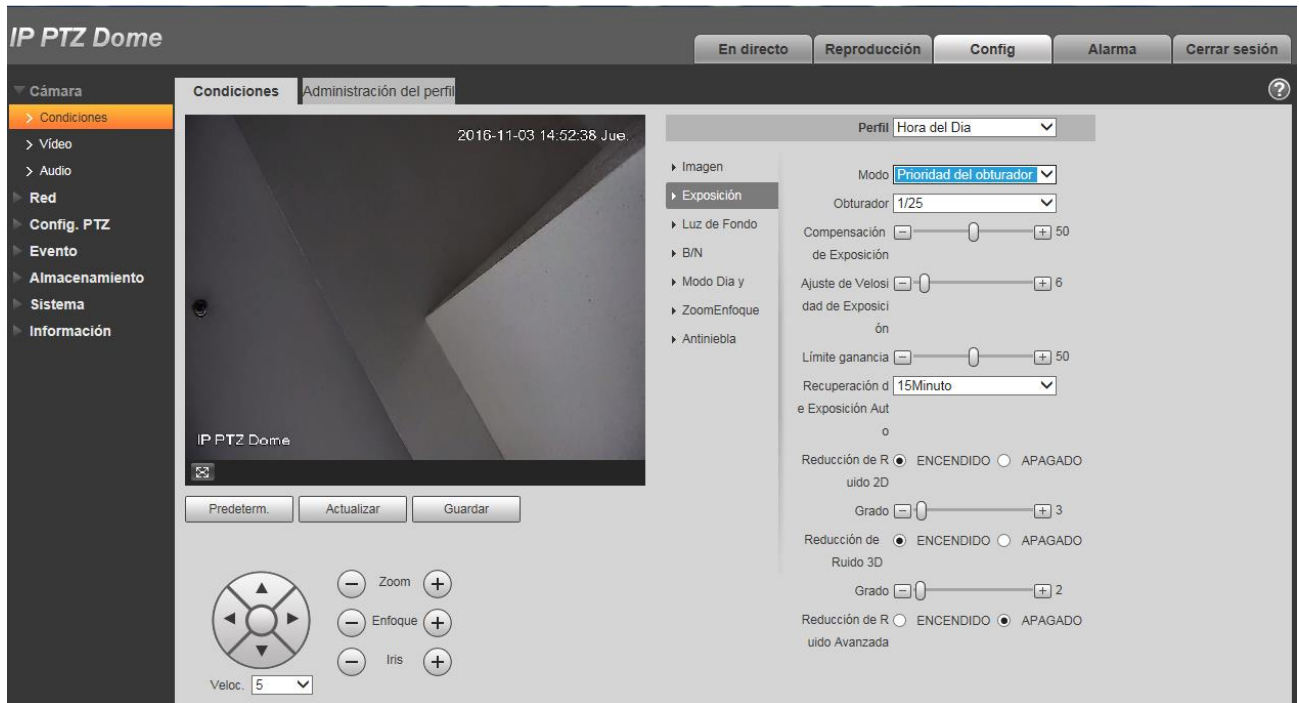 IP PTZ Dome
En directo
Reproducción
Config
Alarma
Cerrar sesión
Cámara
Condiciones
Vídeo
Audio
Red
Config. PTZ
Evento
Almacenamiento
Sistema
Información
Condiciones
Administración del perfil
?
2016-11-03 14:52:38 Jue.
IP PTZ Dome
Predeterm.
Actualizar
Guardar
Zoom
Enfoque
Iris
Veloc. 5
Perfil Hora del Dia
Imagen
Exposición
Luz de Fondo
B/N
Modo Dia y
ZoomEnfoque
Antiniebla
Modo Prioridad del obturador
Obturador 1/25
Compensación 50
de Exposición
Ajuste de Velosi 6
dad de Exposici
ón
Límite ganancia 50
Recuperación d 15Minuto
e Exposición Aut
o
Reducción de R ENCENDIDO APAGADO
uido 2D
Grado 3
Reducción de ENCENDIDO APAGADO
Ruido 3D
Grado 2
Reducción de R ENCENDIDO APAGADO
uido Avanzada